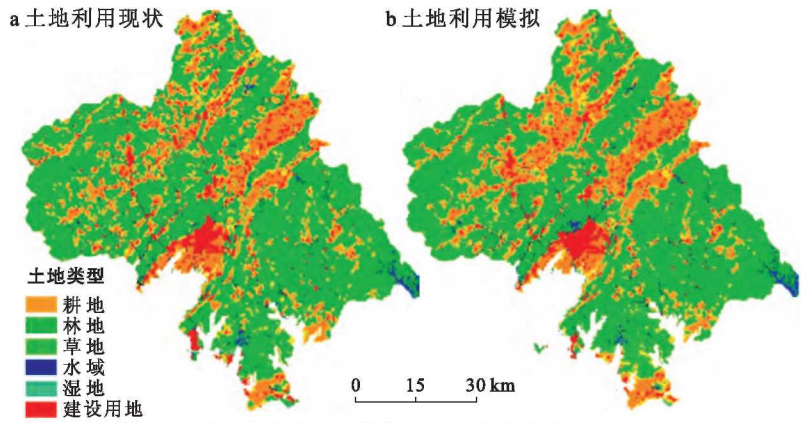 a 土地利用现状
b 土地利用模拟
土地类型
耕地
林地
草地
水域
湿地
建设用地
0 15 30 km